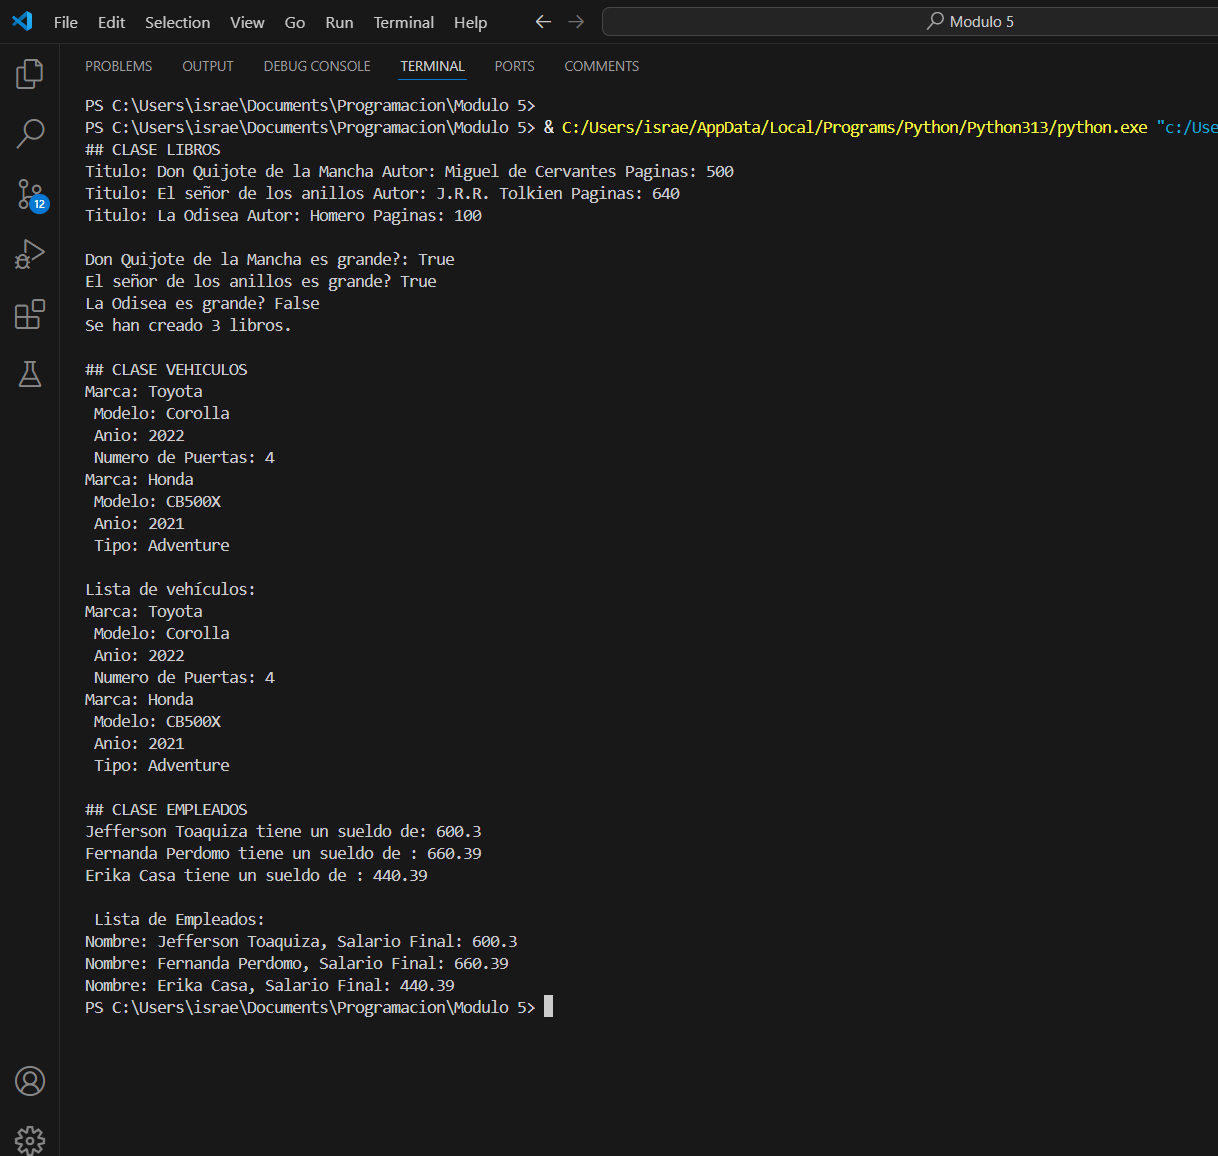 File Edit Selection View Go Run Terminal Help ← → Modulo 5
PROBLEMS OUTPUT DEBUG CONSOLE TERMINAL PORTS COMMENTS
PS C:\Users\israe\Documents\Programacion\Modulo 5>
PS C:\Users\israe\Documents\Programacion\Modulo 5> & C:/Users/israe/AppData/Local/Programs/Python/Python313/python.exe "c:/Use
## CLASE LIBROS
Titulo: Don Quijote de la Mancha Autor: Miguel de Cervantes Paginas: 500
Titulo: El señor de los anillos Autor: J.R.R. Tolkien Paginas: 640
Titulo: La Odisea Autor: Homero Paginas: 100
Don Quijote de la Mancha es grande?: True
El señor de los anillos es grande? True
La Odisea es grande? False
Se han creado 3 libros.
12
## CLASE VEHICULOS
Marca: Toyota
Modelo: Corolla
Anio: 2022
Numero de Puertas: 4
Marca: Honda
Modelo: CB500X
Anio: 2021
Tipo: Adventure
Lista de vehículos:
Marca: Toyota
Modelo: Corolla
Anio: 2022
Numero de Puertas: 4
Marca: Honda
Modelo: CB500X
Anio: 2021
Tipo: Adventure
## CLASE EMPLEADOS
Jefferson Toaquiza tiene un sueldo de: 600.3
Fernanda Perdomo tiene un sueldo de : 660.39
Erika Casa tiene un sueldo de : 440.39
Lista de Empleados:
Nombre: Jefferson Toaquiza, Salario Final: 600.3
Nombre: Fernanda Perdomo, Salario Final: 660.39
Nombre: Erika Casa, Salario Final: 440.39
PS C:\Users\israe\Documents\Programacion\Modulo 5>